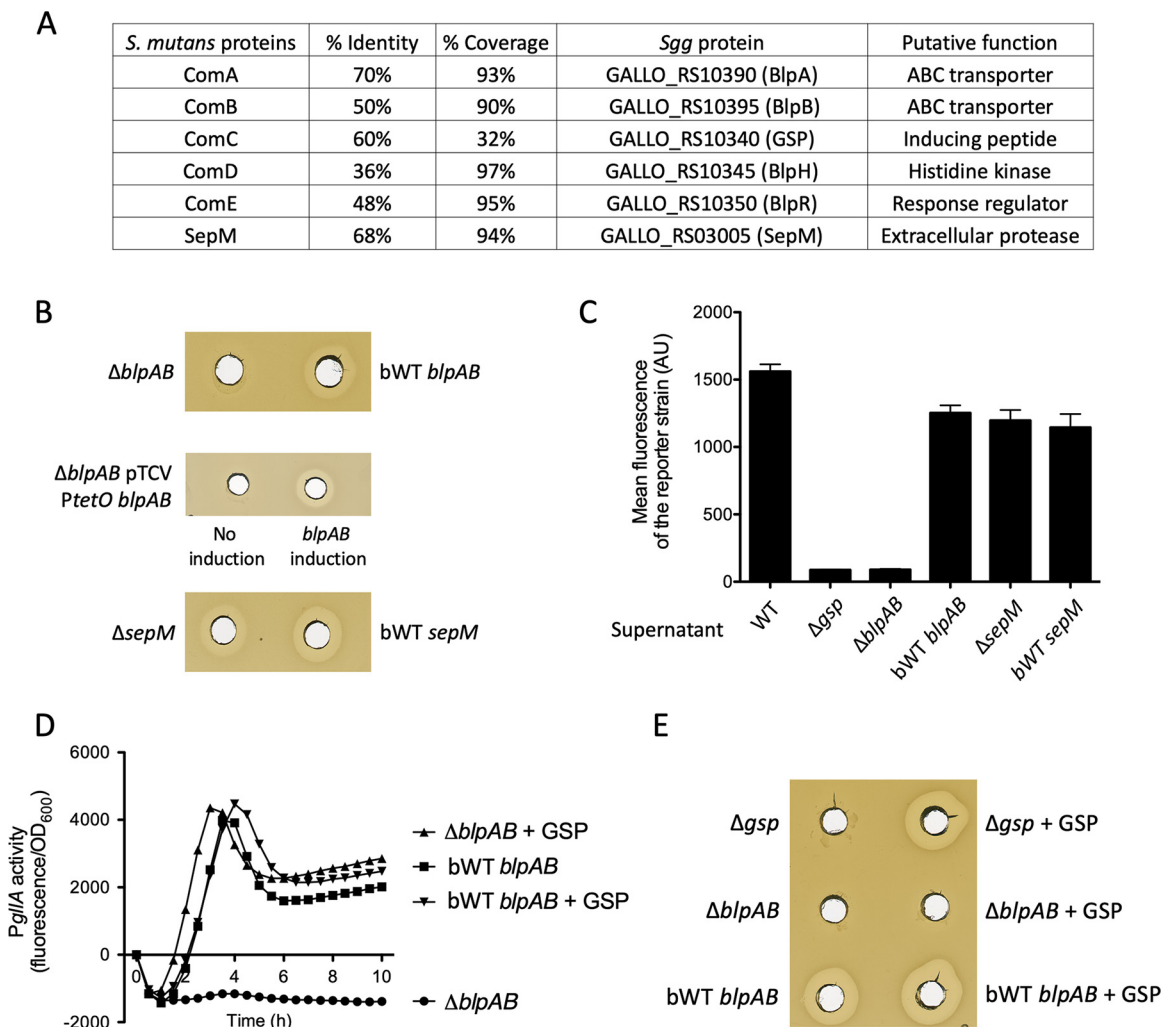 A
S. mutans proteins % Identity % Coverage Sgg protein Putative function
ComA 70% 93% GALLO_RS10390 (BlpA) ABC transporter
ComB 50% 90% GALLO_RS10395 (BlpB) ABC transporter
ComC 60% 32% GALLO_RS10340 (GSP) Inducing peptide
ComD 36% 97% GALLO_RS10345 (BlpH) Histidine kinase
ComE 48% 95% GALLO_RS10350 (BlpR) Response regulator
SepM 68% 94% GALLO_RS03005 (SepM) Extracellular protease
B
ΔblpAB
bWT blpAB
ΔblpAB pTCV
PtetO blpAB
No
induction
blpAB
induction
ΔsepM
bWT sepM
C
Mean fluorescence
of the reporter strain (AU)
2000
1500
1000
500
0
Supernatant
WT
Δgsp
ΔblpAB
bWT blpAB
ΔsepM
bWT sepM
D
PgllA activity
(fluorescence/OD600)
6000
4000
2000
0
-2000
0 2 4 6 8 10
Time (h)
ΔblpAB + GSP
bWT blpAB
bWT blpAB + GSP
ΔblpAB
E
Δgsp
Δgsp + GSP
ΔblpAB
ΔblpAB + GSP
bWT blpAB
bWT blpAB + GSP